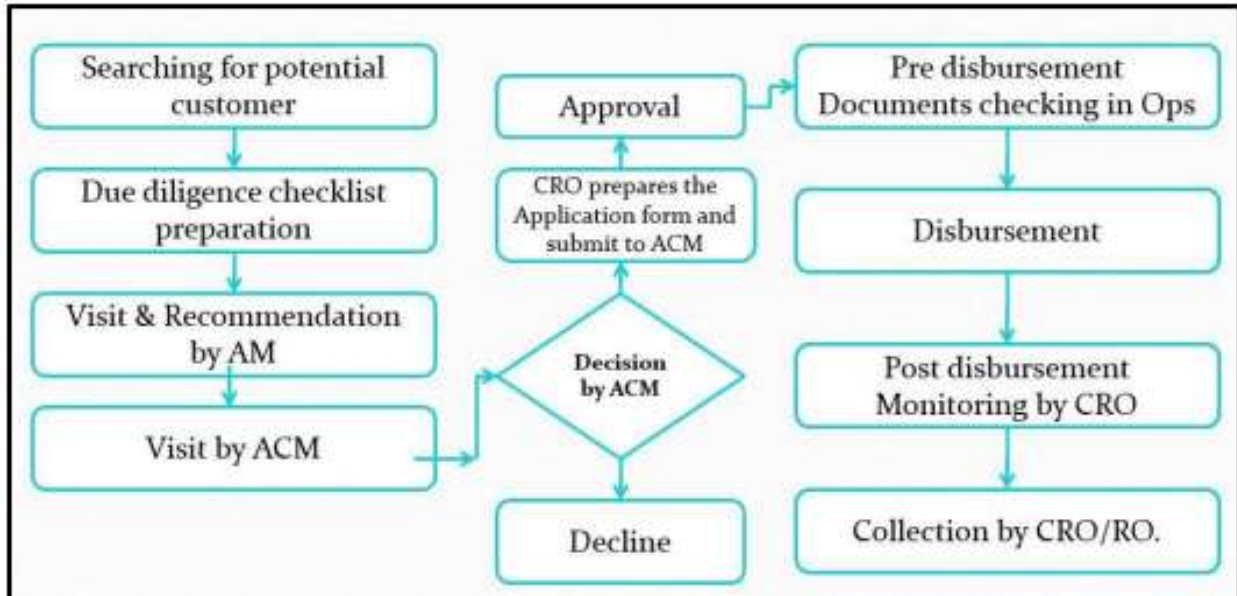 Searching for potential
customer
Due diligence checklist
preparation
Visit & Recommendation
by AM
Visit by ACM
Decision
by ACM
Decline
CRO prepares the
Application form and
submit to ACM
Approval
Pre disbursement
Documents checking in Ops
Disbursement
Post disbursement
Monitoring by CRO
Collection by CRO/RO.